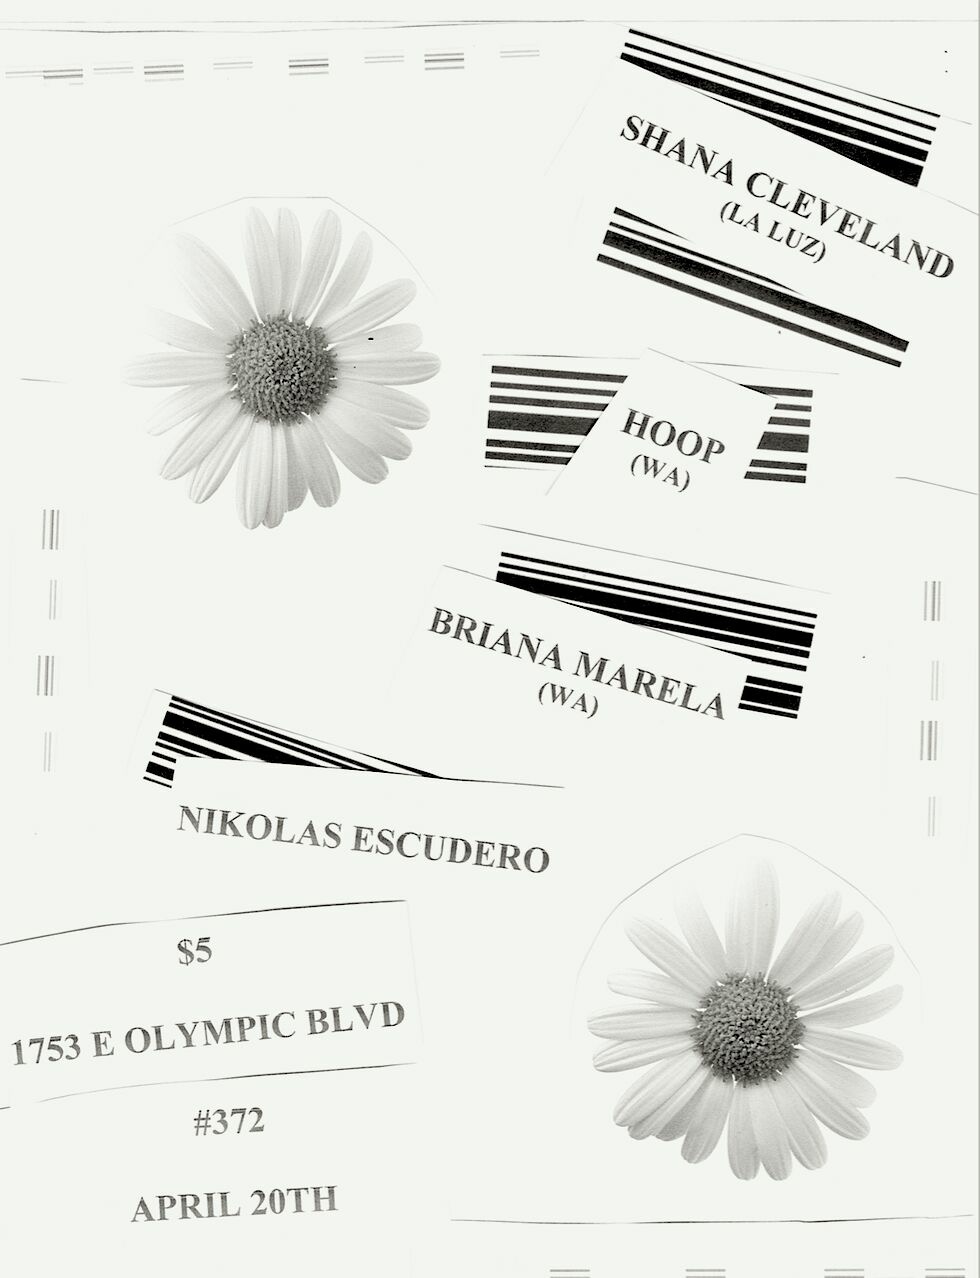 SHANA CLEVELAND
(LA LUZ)
HOOP
(WA)
BRIANA MARELA
(WA)
NIKOLAS ESCUDERO
$5
1753 E OLYMPIC BLVD
#372
APRIL 20TH